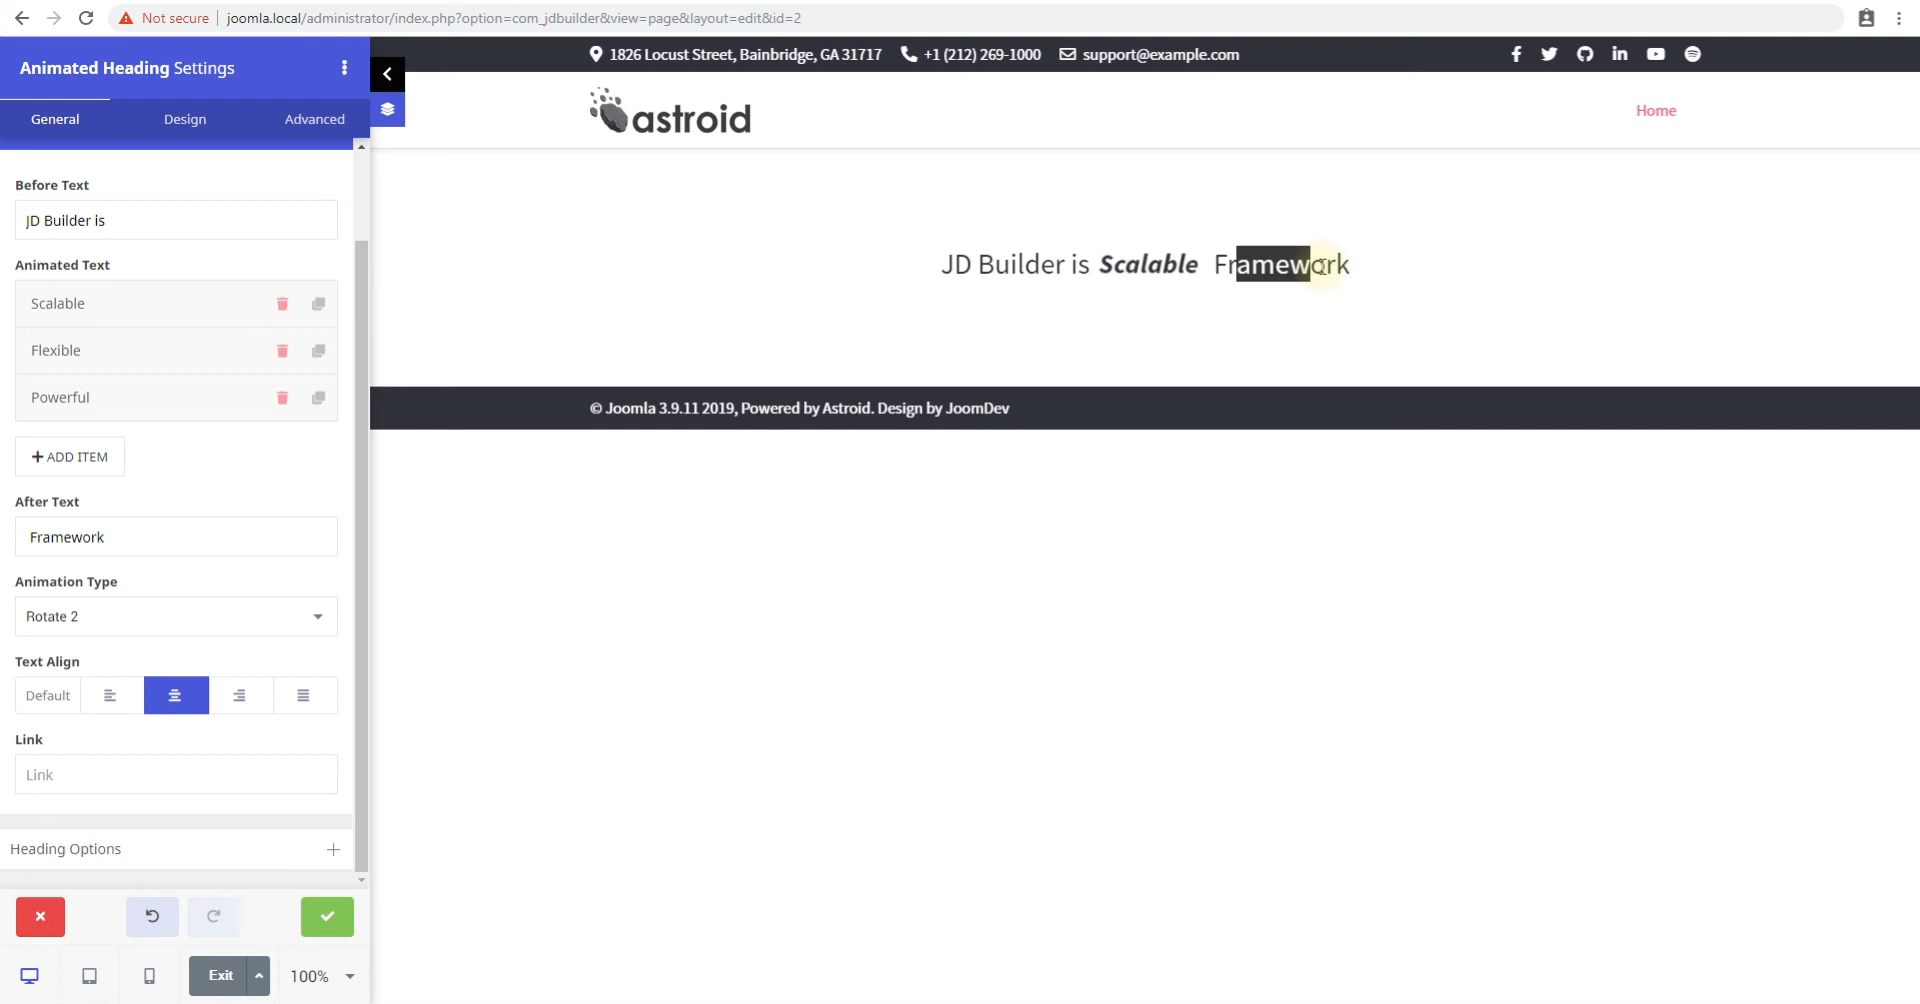 Not secure
joomla.local/administrator/index.php?option=com_jdbuilder&view=page&layout=edit&id=2
Animated Heading Settings
General
Design
Advanced
Before Text
JD Builder is
Animated Text
Scalable
Flexible
Powerful
ADD ITEM
After Text
Framework
Animation Type
Rotate 2
Text Align
Default
Link
Link
Heading Options
Exit
100%
1826 Locust Street, Bainbridge, GA 31717
+1 (212) 269-1000
support@example.com
astroid
Home
JD Builder is Scalable Framework
© Joomla 3.9.11 2019, Powered by Astroid. Design by JoomDev